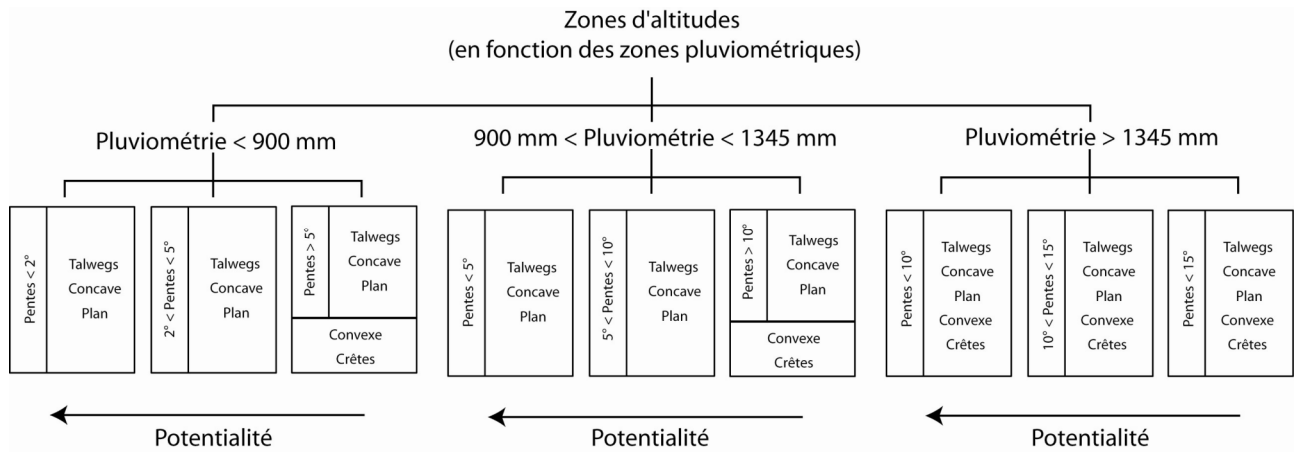 Zones d'altitudes
(en fonction des zones pluviométriques)
Pluviométrie < 900 mm
900 mm < Pluviométrie < 1345 mm
Pluviométrie > 1345 mm
Pentes < 2°
Talwegs
Concave
Plan
2° < Pentes < 5°
Talwegs
Concave
Plan
Pentes > 5°
Talwegs
Concave
Plan
Convexe
Crêtes
Pentes < 5°
Talwegs
Concave
Plan
5° < Pentes < 10°
Talwegs
Concave
Plan
Pentes > 10°
Talwegs
Concave
Plan
Convexe
Crêtes
Pentes < 10°
Talwegs
Concave
Plan
Convexe
Crêtes
10° < Pentes < 15°
Talwegs
Concave
Plan
Convexe
Crêtes
Pentes < 15°
Talwegs
Concave
Plan
Convexe
Crêtes
Potentialité
Potentialité
Potentialité